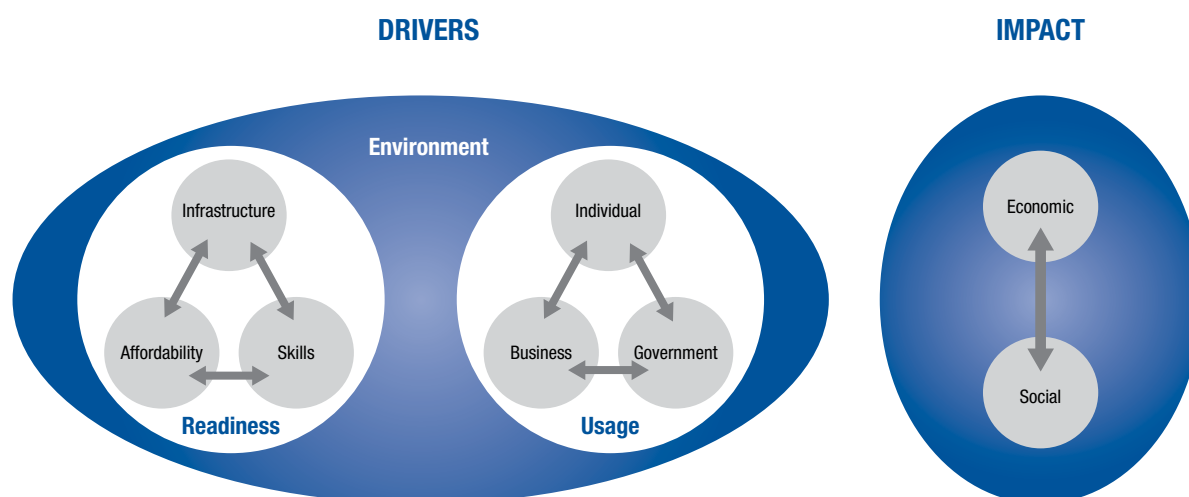 DRIVERS
IMPACT
Environment
Infrastructure
Affordability
Skills
Readiness
Individual
Business
Government
Usage
Economic
Social